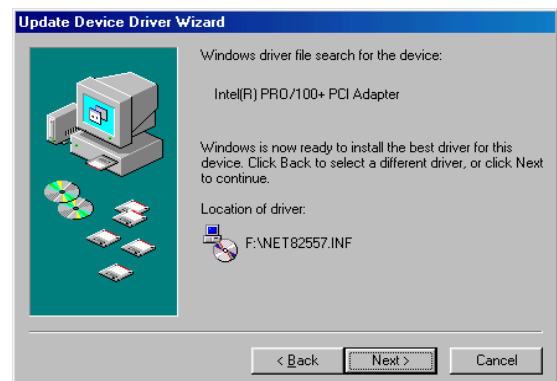 Update Device Driver Wizard
Windows driver file search for the device:
Intel(R) PRO/100+ PCI Adapter
Windows is now ready to install the best driver for this
device. Click Back to select a different driver, or click Next
to continue.
Location of driver:
F:\NET82557.INF
< Back
Next >
Cancel